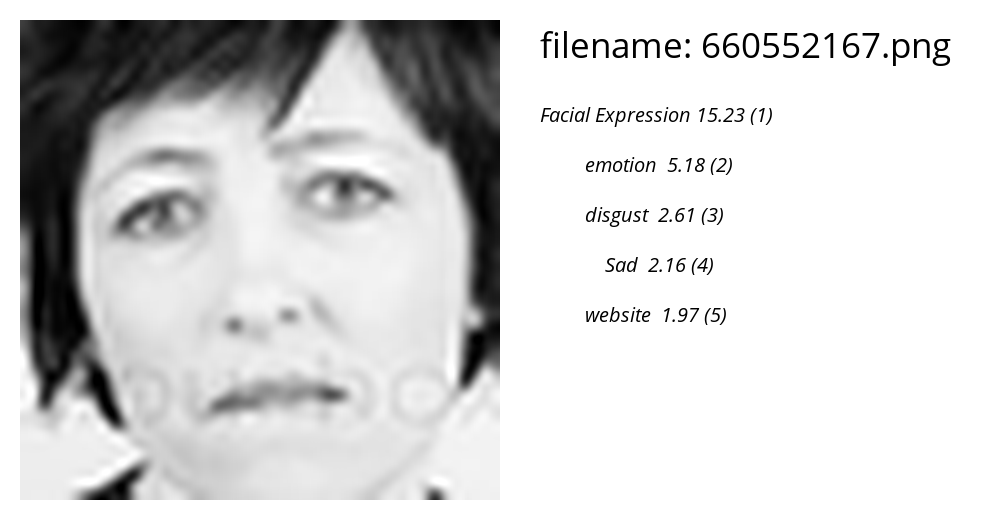 filename: 660552167.png
Facial Expression 15.23 (1)
emotion 5.18 (2)
disgust 2.61 (3)
Sad 2.16 (4)
website 1.97 (5)